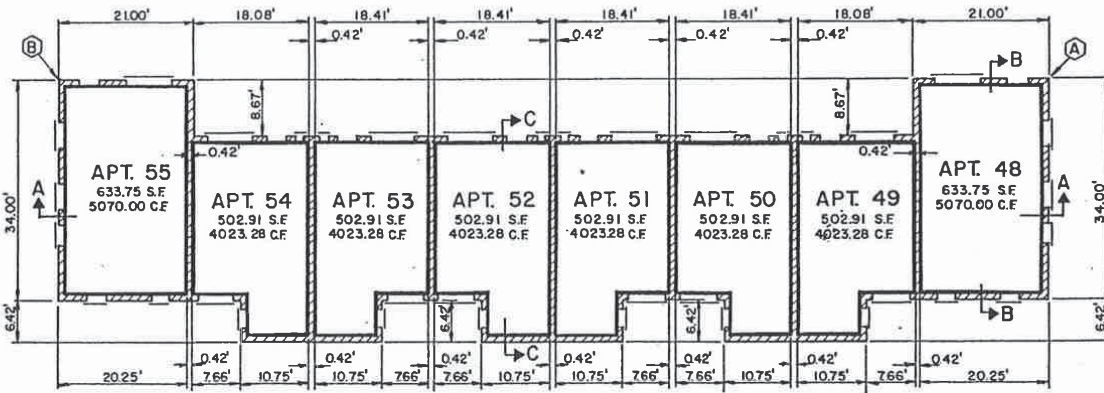 21.00' 18.08' 18.41' 18.41' 18.41' 18.41' 18.08' 21.00'
0.42' 0.42' 0.42' 0.42' 0.42'
B A
B
8.67' 8.67'
C
0.42' 0.42'
34.00' 34.00'
A A
APT. 55
633.75 S.F.
5070.00 C.F.
APT. 54
502.91 S.F.
4023.28 C.F.
APT. 53
502.91 S.F.
4023.28 C.F.
APT. 52
502.91 S.F.
4023.28 C.F.
APT. 51
502.91 S.F.
4023.28 C.F.
APT. 50
502.91 S.F.
4023.28 C.F.
APT. 49
502.91 S.F.
4023.28 C.F.
APT. 48
633.75 S.F.
5070.00 C.F.
B
6.42' 6.42' 6.42' 6.42'
C
0.42' 0.42' 0.42' 0.42' 0.42' 0.42' 0.42'
20.25' 7.66' 10.75' 10.75' 7.66' 7.66' 10.75' 10.75' 7.66' 7.66' 10.75' 10.75' 7.66' 20.25'